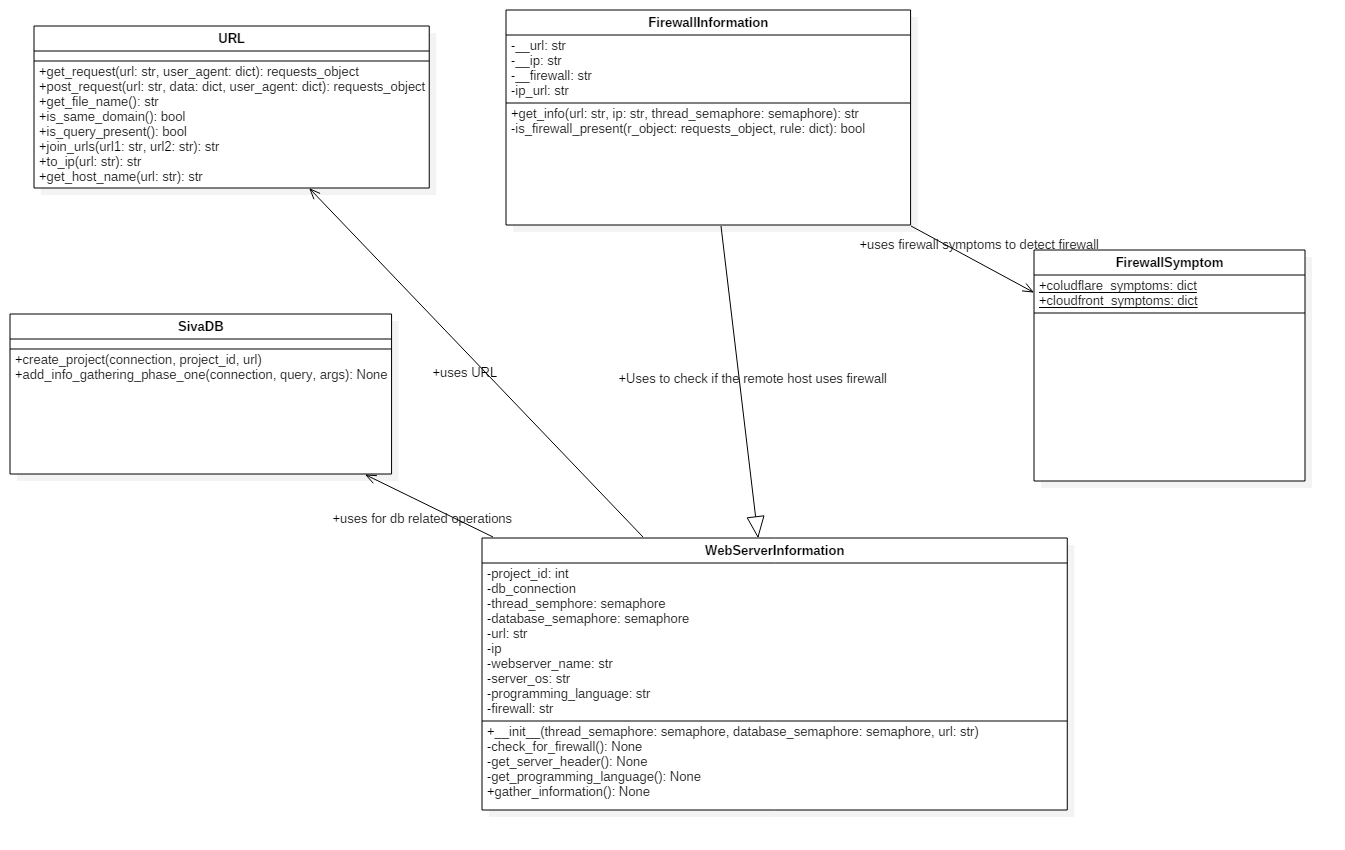 URL
+get_request(url: str, user_agent: dict): requests_object
+post_request(url: str, data: dict, user_agent: dict): requests_object
+get_file_name(): str
+is_same_domain(): bool
+is_query_present(): bool
+join_urls(url1: str, url2: str): str
+to_ip(url: str): str
+get_host_name(url: str): str
FirewallInformation
-__url: str
-__ip: str
-__firewall: str
-ip_url: str
+get_info(url: str, ip: str, thread_semaphore: semaphore): str
-is_firewall_present(r_object: requests_object, rule: dict): bool
+uses firewall symptoms to detect firewall
FirewallSymptom
+coludflare_symptoms: dict
+cloudfront_symptoms: dict
SivaDB
+create_project(connection, project_id, url)
+add_info_gathering_phase_one(connection, query, args): None
+uses URL
+Uses to check if the remote host uses firewall
+uses for db related operations
WebServerInformation
-project_id: int
-db_connection
-thread_semphore: semaphore
-database_semaphore: semaphore
-url: str
-ip
-webserver_name: str
-server_os: str
-programming_language: str
-firewall: str
+__init__(thread_semaphore: semaphore, database_semaphore: semaphore, url: str)
-check_for_firewall(): None
-get_server_header(): None
-get_programming_language(): None
+gather_information(): None